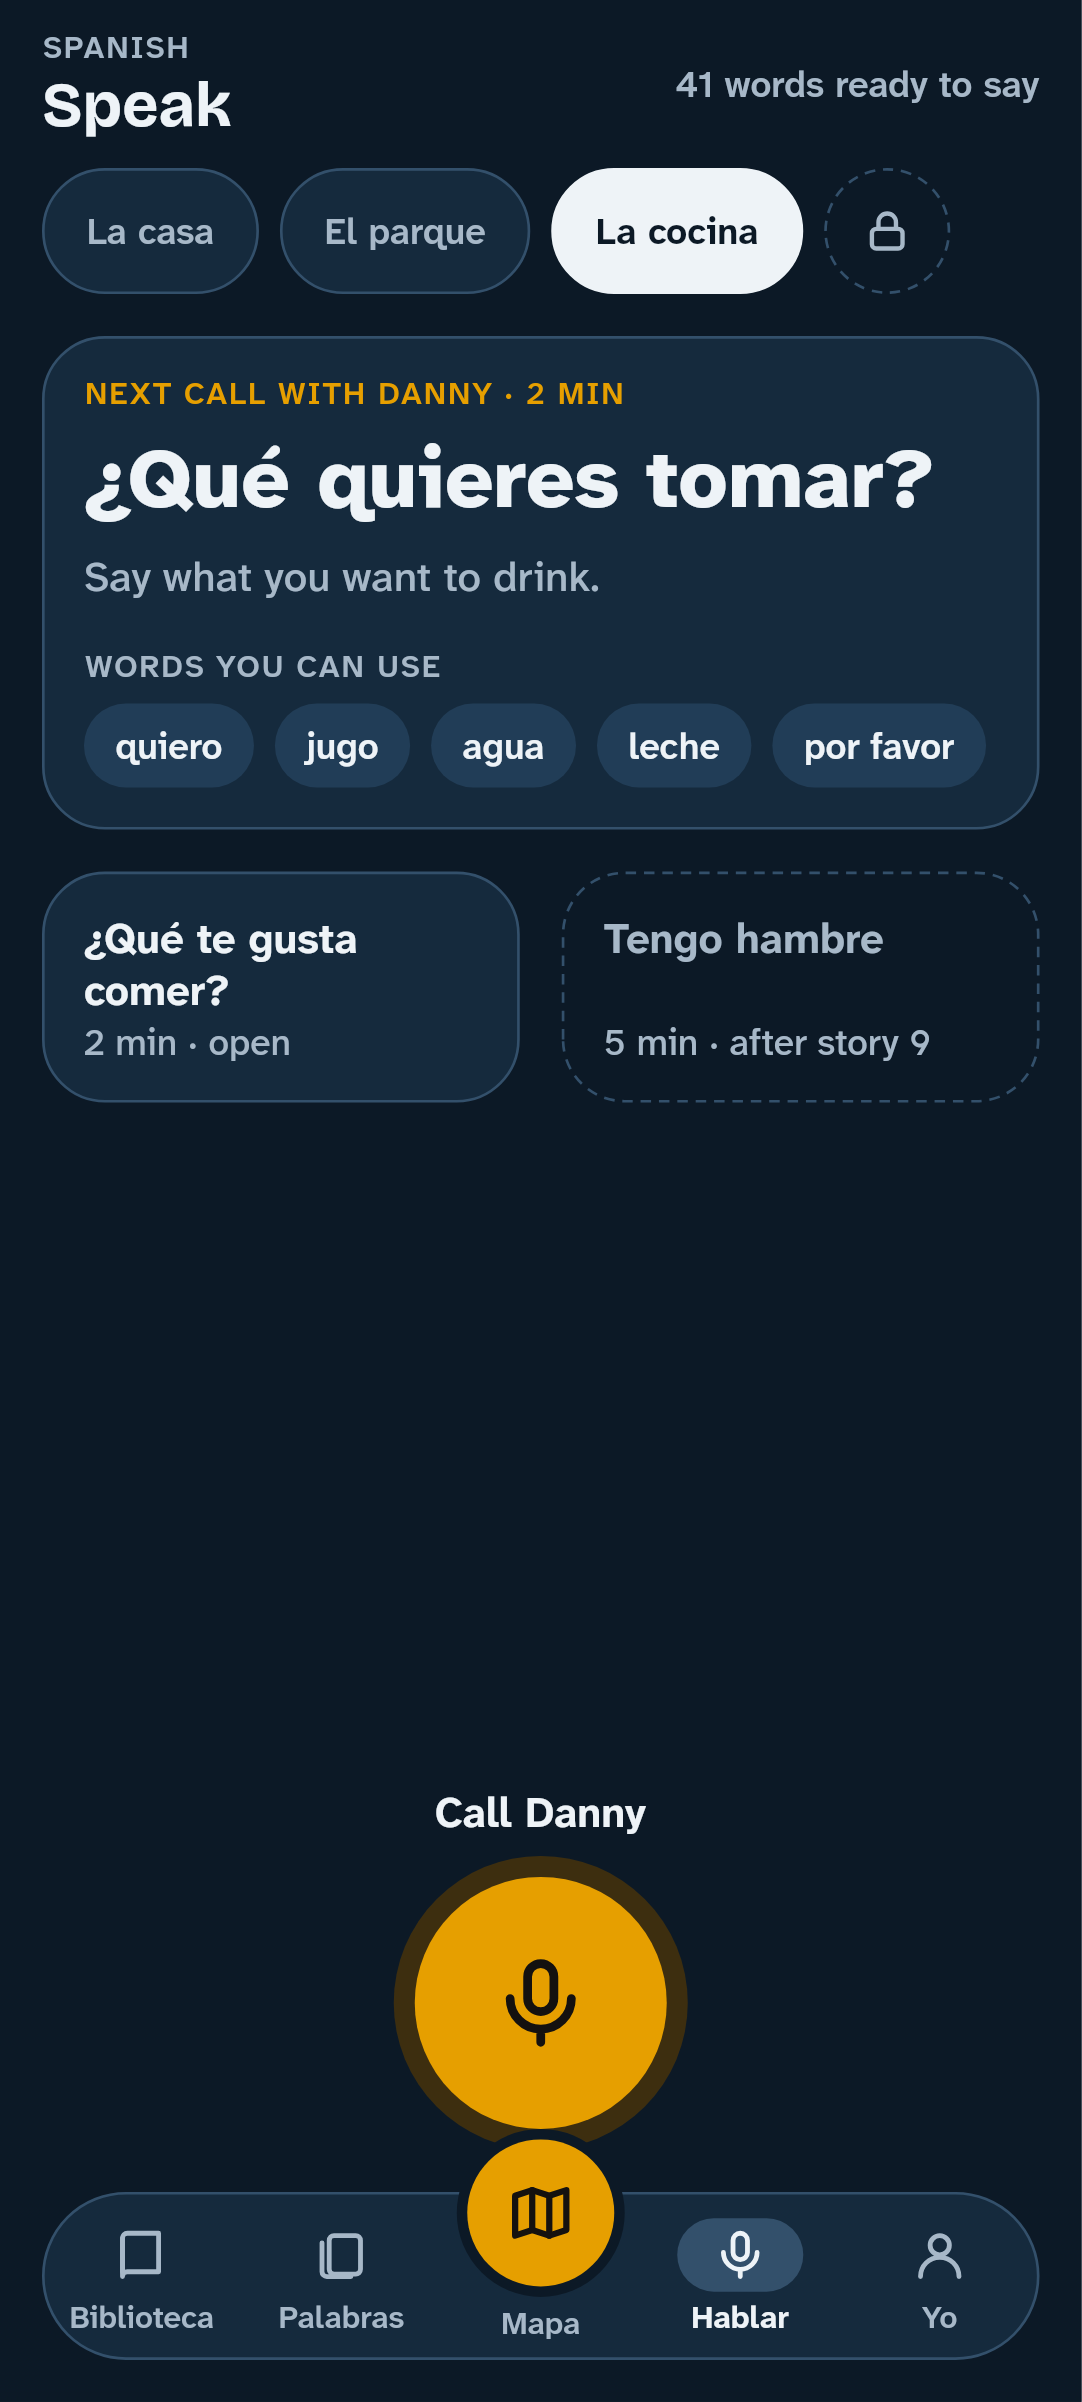 SPANISH
Speak
41 words ready to say
La casa
El parque
La cocina
NEXT CALL WITH DANNY · 2 MIN
¿Qué quieres tomar?
Say what you want to drink.
WORDS YOU CAN USE
quiero
jugo
agua
leche
por favor
¿Qué te gusta
comer?
2 min · open
Tengo hambre
5 min · after story 9
Call Danny
Biblioteca
Palabras
Mapa
Hablar
Yo